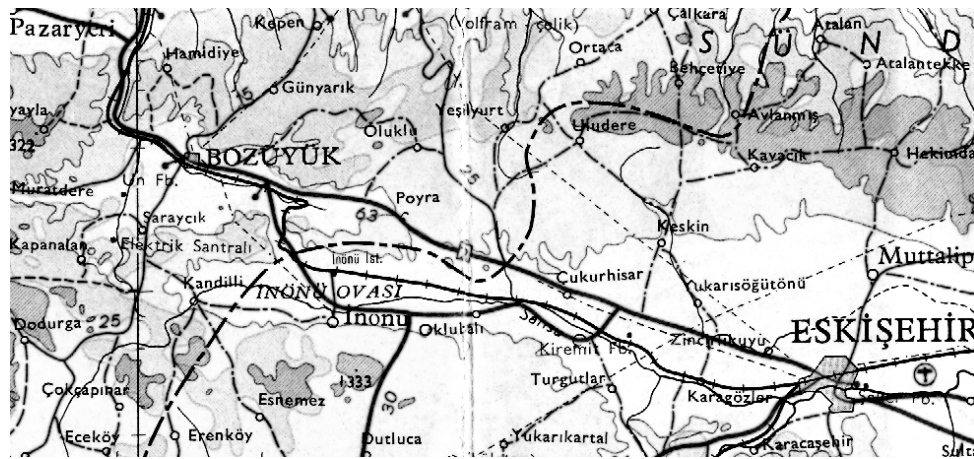 Pazaryeri
Kepen
(volfram çelik)
Çalkara
Atalan
Hamidiye
Ortaca
S Ü N D
Behçetiye
Atalantekke
Günyarık
15
yayla
Yeşilyurt
Oluklu
Uludere
Avlanmış
1322
BOZÜYÜK
Kavacık
Un Fb.
25
Muratdere
Poyra
63
Saraycık
Keskin
Kapanalan
Elektrik Santralı
İnönü İst.
Muttalip
Kandilli
Çukurhisar
Yukarısöğütönü
İNÖNÜ OVASI
İnönü
25
Dodurga
Oklubalı
Sarısu
ESKİŞEHİR
Kiremit Fb.
Zincirlikuyu
1333
Turgutlar
Çokçapınar
Esnemez
30
Karagözler
Şeker Fb.
Eceköy
Erenköy
Dutluca
Yukarıkartal
Karacaşehir